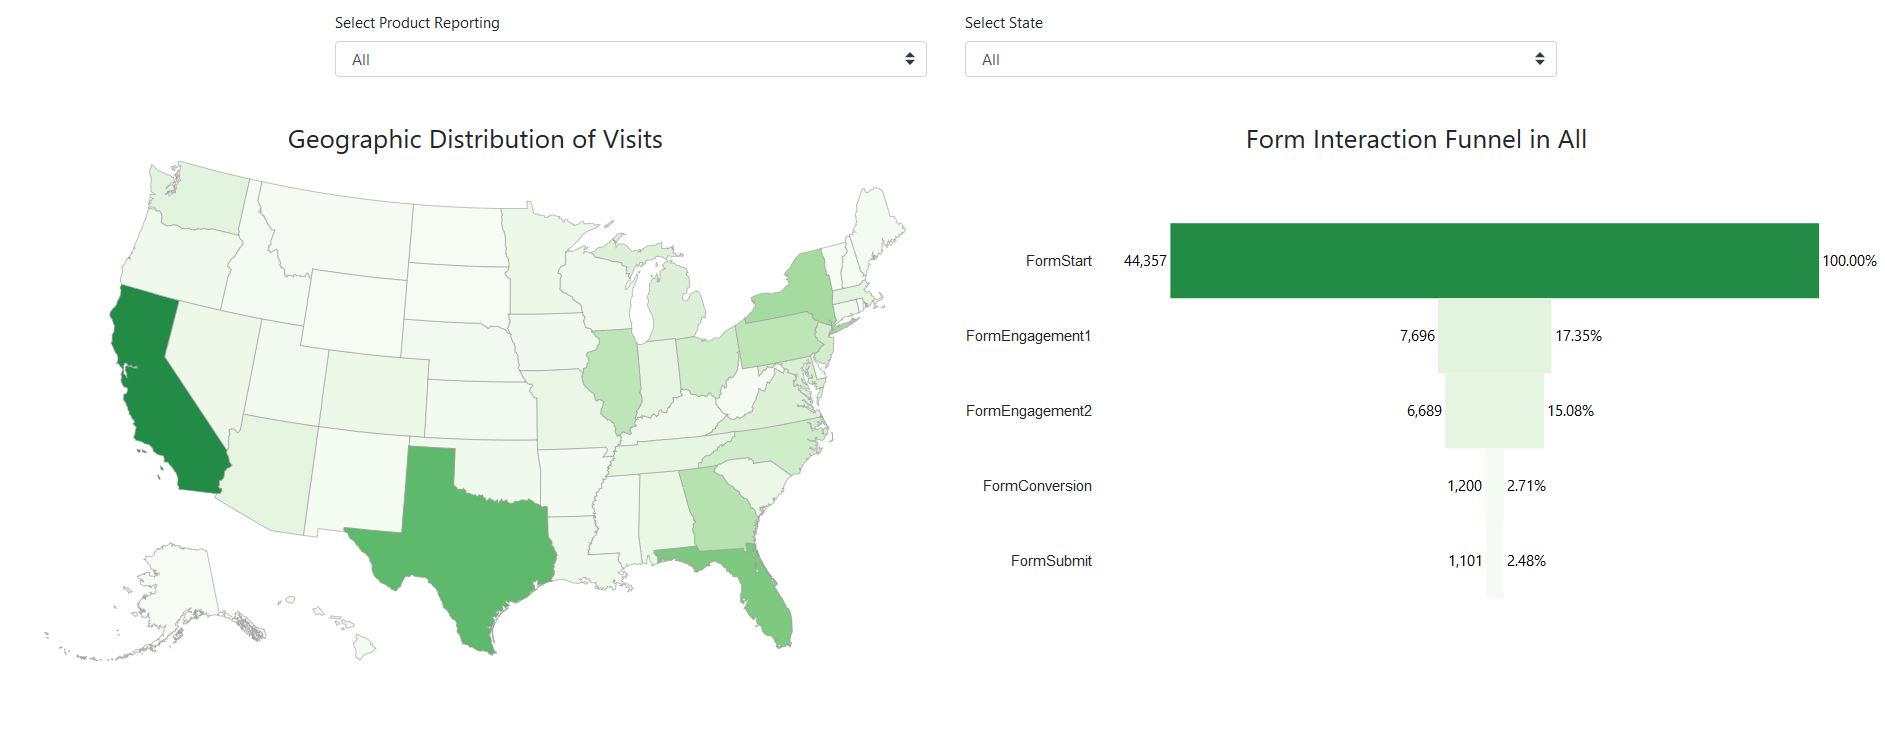 Select Product Reporting
All
Select State
All
Geographic Distribution of Visits
Form Interaction Funnel in All
FormStart 44,357 100.00%
FormEngagement1 7,696 17.35%
FormEngagement2 6,689 15.08%
FormConversion 1,200 2.71%
FormSubmit 1,101 2.48%